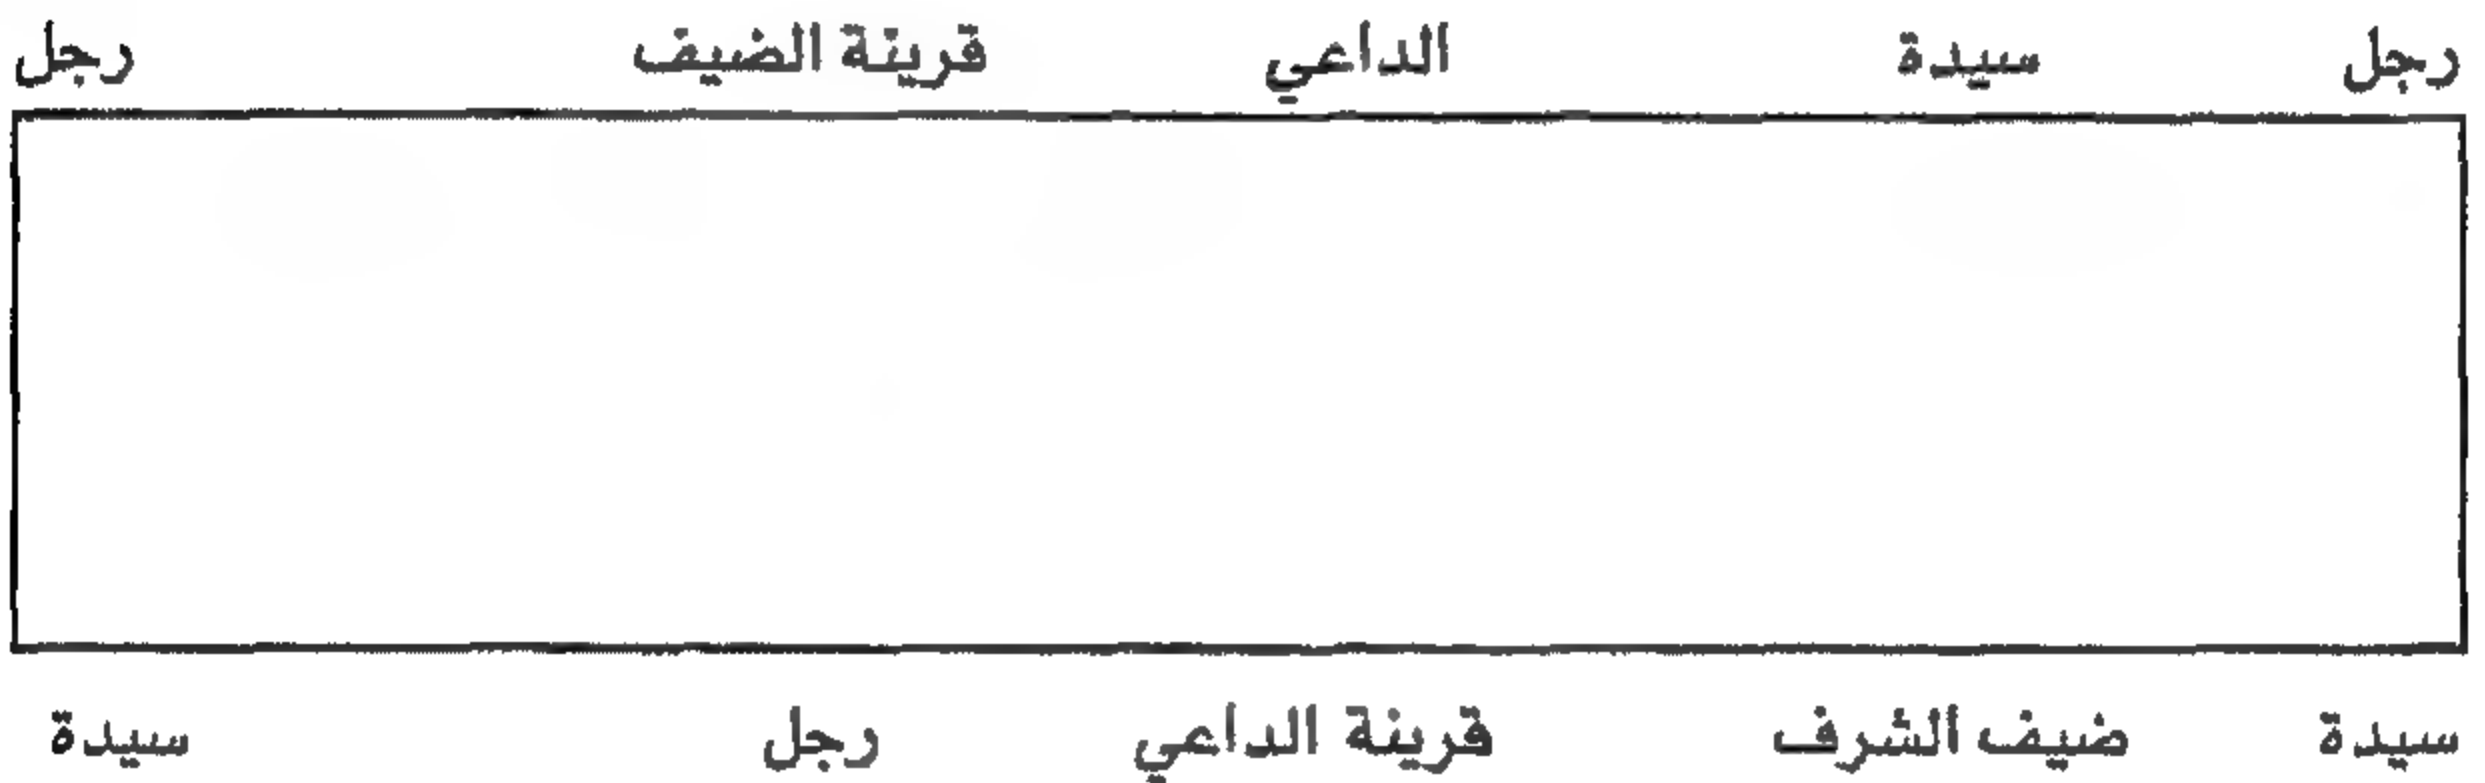 رجل سيدة الداعي قرينة الضيف رجل
سيدة ضيف الشرف قرينة الداعي رجل سيدة